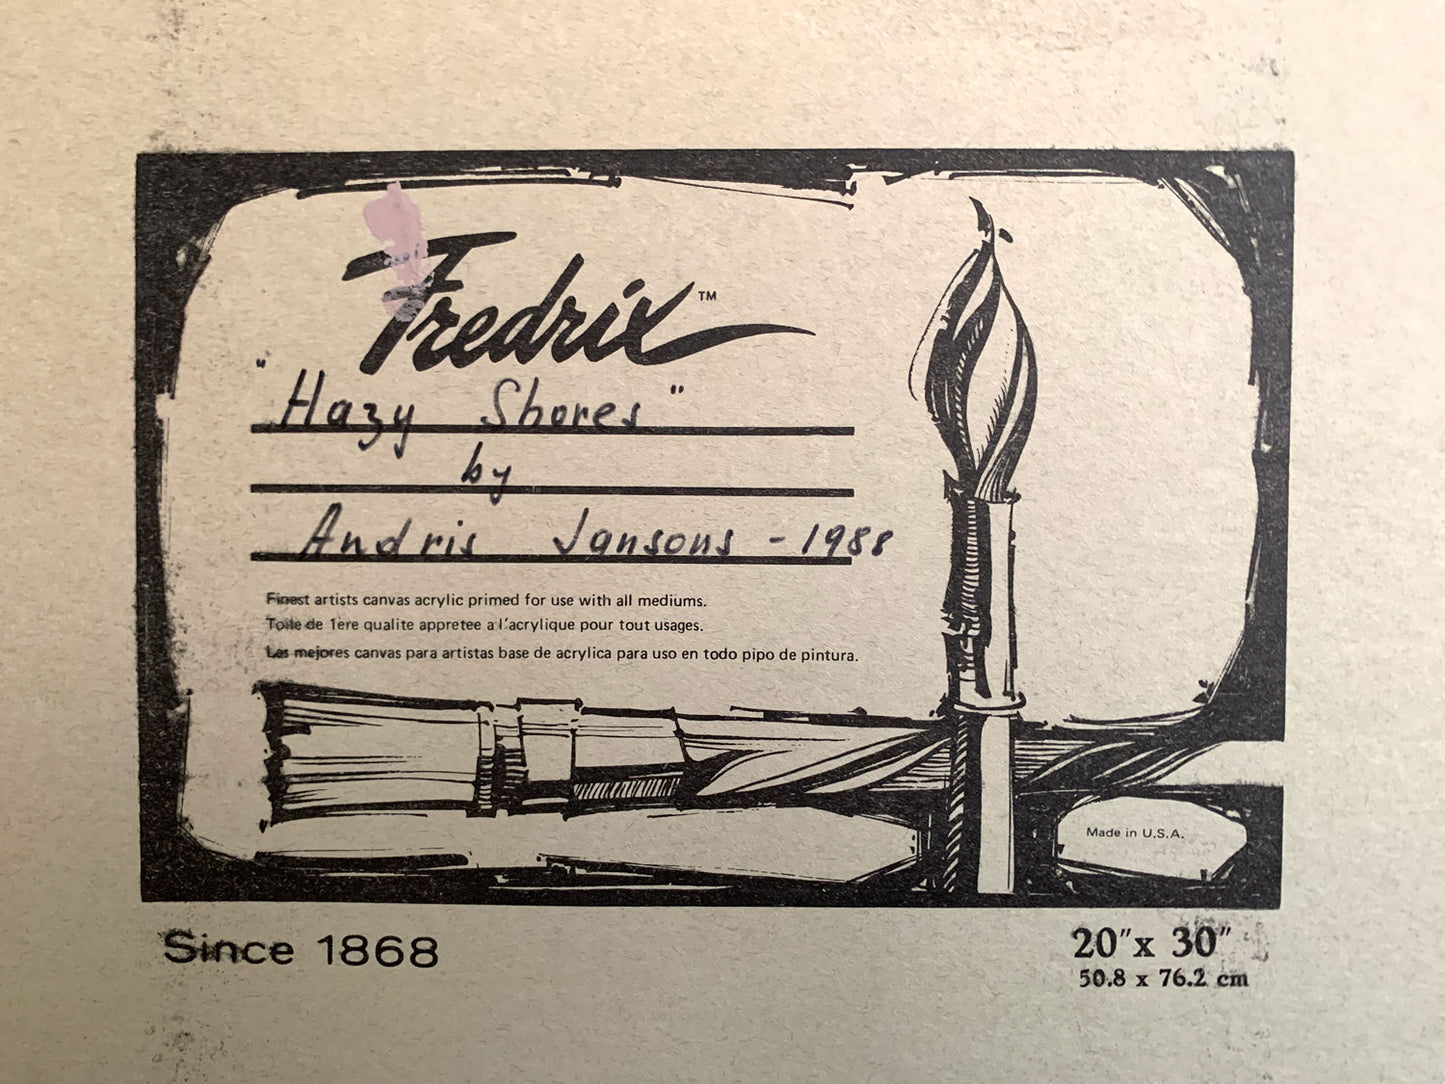 Fredrix™
"Hazy Shores"
by
Andris Jansons - 1988
Finest artists canvas acrylic primed for use with all mediums.
Toile de 1ère qualite appretee a l'acrylique pour tout usages.
Las mejores canvas para artistas base de acrylica para uso en todo pipo de pintura.
Made in U.S.A.
Since 1868
20" x 30"
50.8 x 76.2 cm